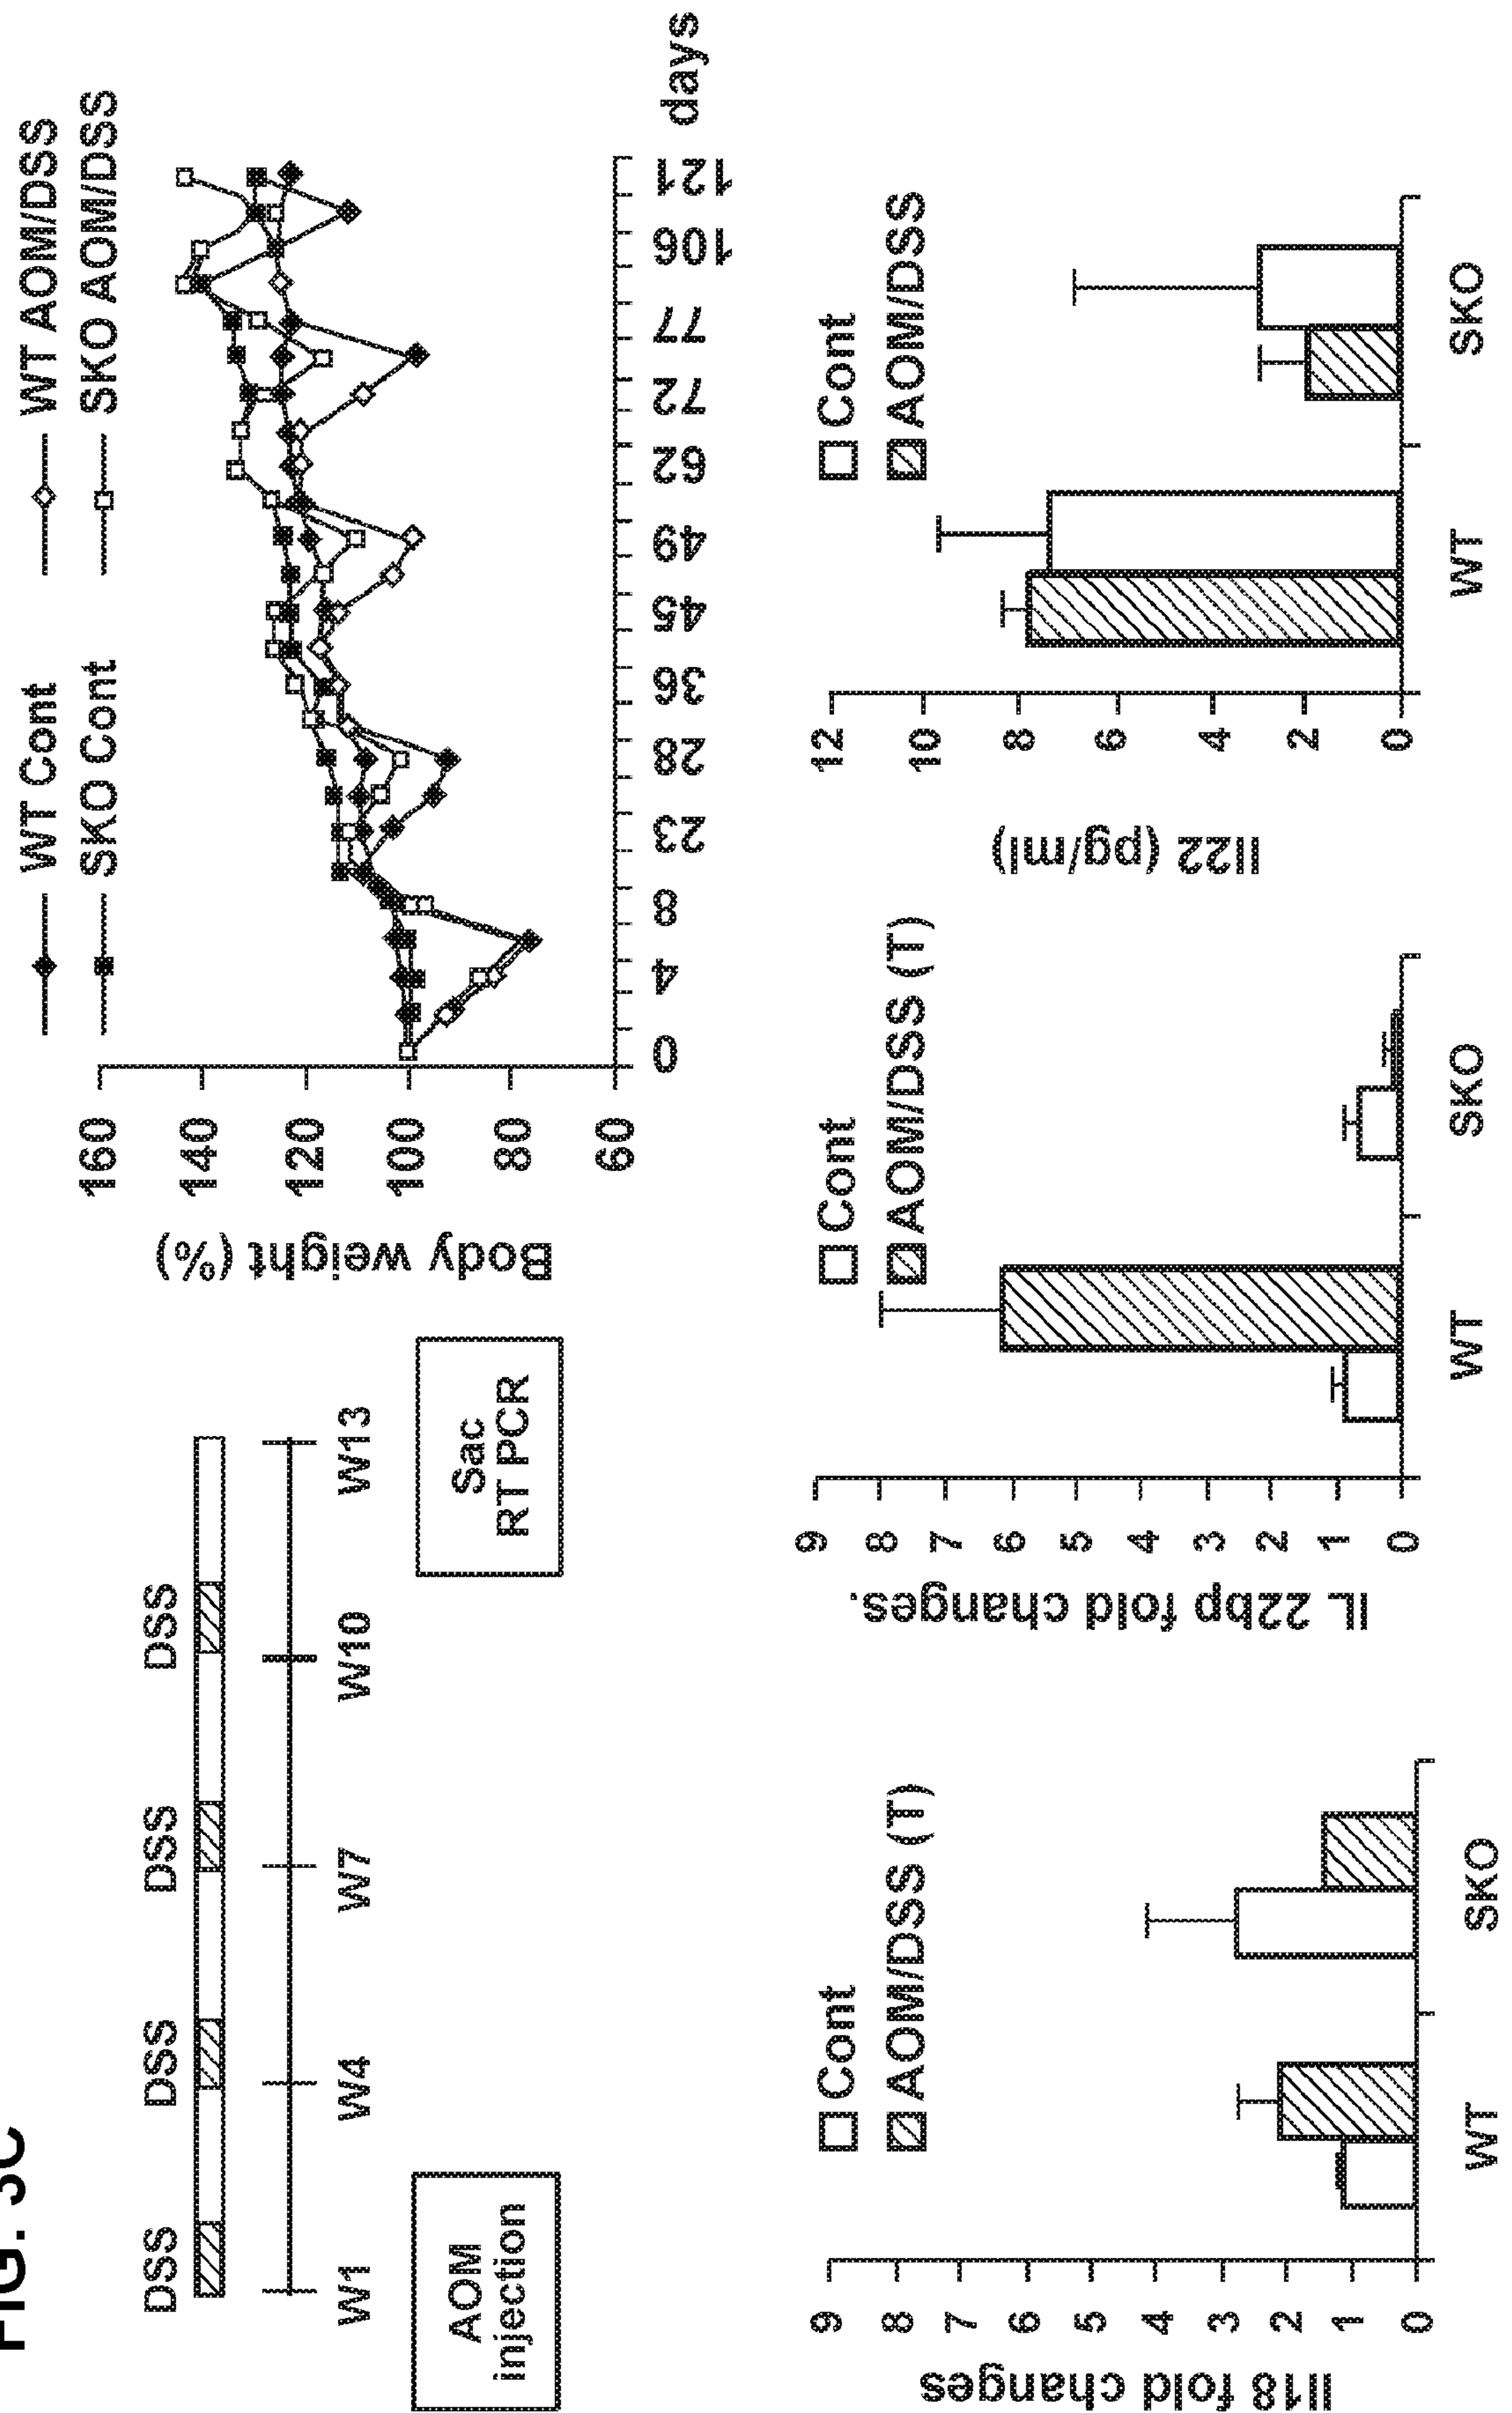 FIG. 3C
DSS
DSS
DSS
DSS
W1
W4
W7
W10
W13
AOM
injection
Sac
RT PCR
WT Cont
WT AOM/DSS
SKO Cont
SKO AOM/DSS
Body weight (%)
160
140
120
100
80
60
0
4
8
23
28
36
45
49
62
72
77
106
121
days
Il18 fold changes
9
8
7
6
5
4
3
2
1
0
Cont
AOM/DSS (T)
WT
SKO
IL 22bp fold changes.
9
8
7
6
5
4
3
2
1
0
Cont
AOM/DSS (T)
WT
SKO
Il22 (pg/ml)
12
10
8
6
4
2
0
Cont
AOM/DSS
WT
SKO